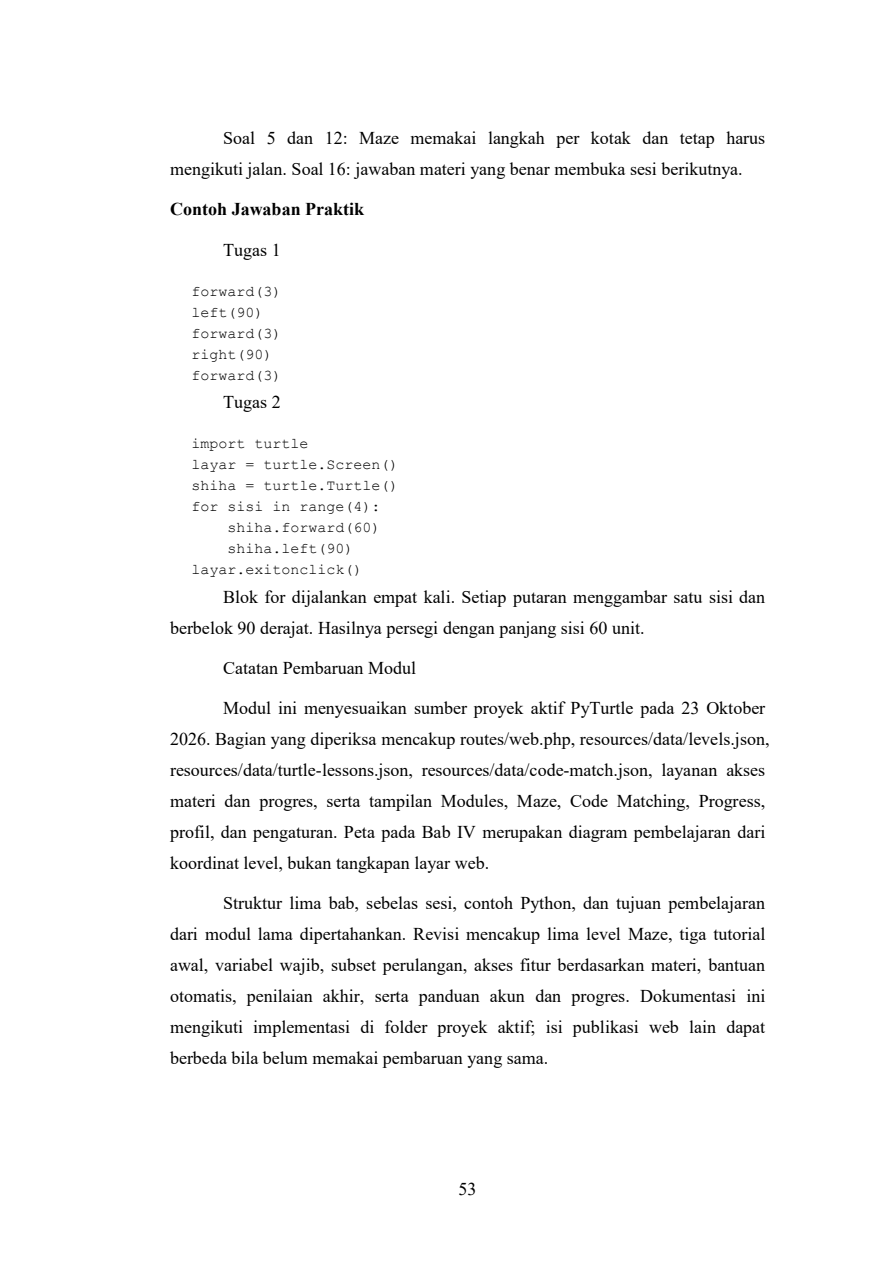 Soal 5 dan 12: Maze memakai langkah per kotak dan tetap harus
mengikuti jalan. Soal 16: jawaban materi yang benar membuka sesi berikutnya.
Contoh Jawaban Praktik
Tugas 1
forward(3)
left(90)
forward(3)
right(90)
forward(3)
Tugas 2
import turtle
layar = turtle.Screen()
shiha = turtle.Turtle()
for sisi in range(4):
    shiha.forward(60)
    shiha.left(90)
layar.exitonclick()
Blok for dijalankan empat kali. Setiap putaran menggambar satu sisi dan
berbelok 90 derajat. Hasilnya persegi dengan panjang sisi 60 unit.
Catatan Pembaruan Modul
Modul ini menyesuaikan sumber proyek aktif PyTurtle pada 23 Oktober
2026. Bagian yang diperiksa mencakup routes/web.php, resources/data/levels.json,
resources/data/turtle-lessons.json, resources/data/code-match.json, layanan akses
materi dan progres, serta tampilan Modules, Maze, Code Matching, Progress,
profil, dan pengaturan. Peta pada Bab IV merupakan diagram pembelajaran dari
koordinat level, bukan tangkapan layar web.
Struktur lima bab, sebelas sesi, contoh Python, dan tujuan pembelajaran
dari modul lama dipertahankan. Revisi mencakup lima level Maze, tiga tutorial
awal, variabel wajib, subset perulangan, akses fitur berdasarkan materi, bantuan
otomatis, penilaian akhir, serta panduan akun dan progres. Dokumentasi ini
mengikuti implementasi di folder proyek aktif; isi publikasi web lain dapat
berbeda bila belum memakai pembaruan yang sama.
53